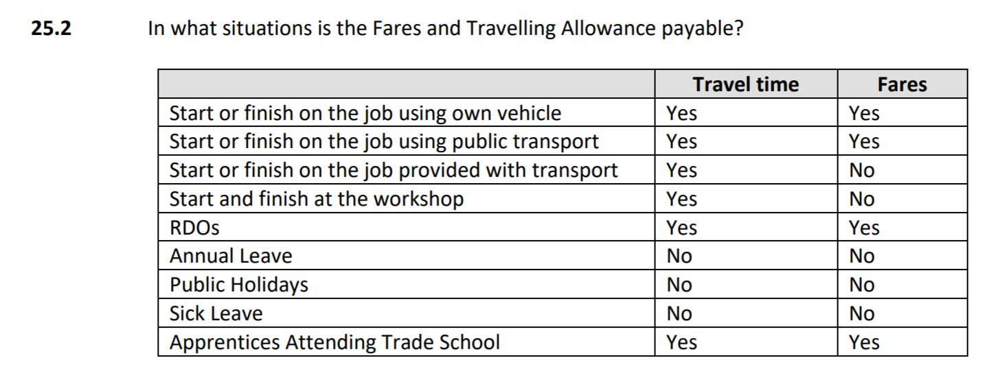 25.2 In what situations is the Fares and Travelling Allowance payable?
Travel time Fares
Start or finish on the job using own vehicle Yes Yes
Start or finish on the job using public transport Yes Yes
Start or finish on the job provided with transport Yes No
Start and finish at the workshop Yes No
RDOs Yes Yes
Annual Leave No No
Public Holidays No No
Sick Leave No No
Apprentices Attending Trade School Yes Yes